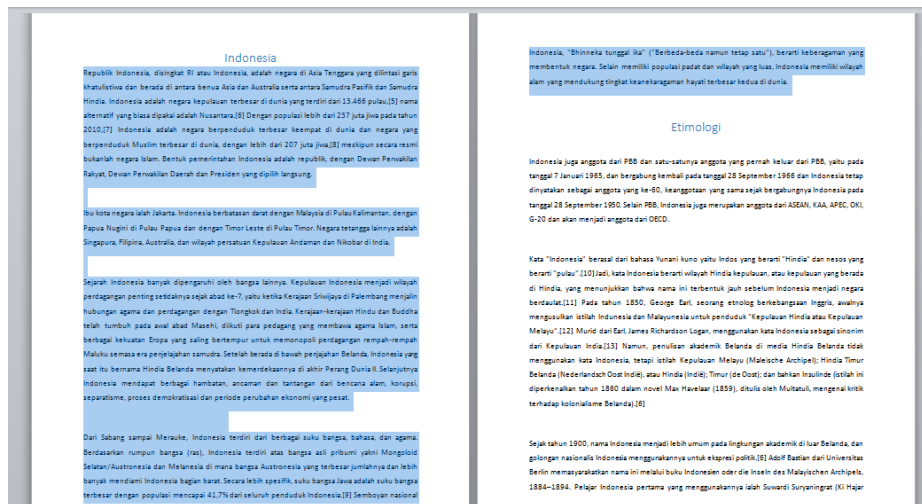 Indonesia
Republik Indonesia, disingkat RI atau Indonesia, adalah negara di Asia Tenggara yang dilintasi garis
khatulistiwa dan berada di antara benua Asia dan Australia serta antara Samudra Pasifik dan Samudra
Hindia. Indonesia adalah negara kepulauan terbesar di dunia yang terdiri dari 13.466 pulau,[5] nama
alternatif yang biasa dipakai adalah Nusantara.[6] Dengan populasi lebih dari 237 juta jiwa pada tahun
2010,[7] Indonesia adalah negara berpenduduk terbesar keempat di dunia dan negara yang
berpenduduk Muslim terbesar di dunia, dengan lebih dari 207 juta jiwa,[8] meskipun secara resmi
bukanlah negara Islam. Bentuk pemerintahan Indonesia adalah republik, dengan Dewan Perwakilan
Rakyat, Dewan Perwakilan Daerah dan Presiden yang dipilih langsung.
Ibu kota negara ialah Jakarta. Indonesia berbatasan darat dengan Malaysia di Pulau Kalimantan, dengan
Papua Nugini di Pulau Papua dan dengan Timor Leste di Pulau Timor. Negara tetangga lainnya adalah
Singapura, Filipina, Australia, dan wilayah persatuan Kepulauan Andaman dan Nikobar di India.
Sejarah Indonesia banyak dipengaruhi oleh bangsa lainnya. Kepulauan Indonesia menjadi wilayah
perdagangan penting setidaknya sejak abad ke-7, yaitu ketika Kerajaan Sriwijaya di Palembang menjalin
hubungan agama dan perdagangan dengan Tiongkok dan India. Kerajaan-kerajaan Hindu dan Buddha
telah tumbuh pada awal abad Masehi, diikuti para pedagang yang membawa agama Islam, serta
berbagai kekuatan Eropa yang saling bertempur untuk memonopoli perdagangan rempah-rempah
Maluku semasa era penjelajahan samudra. Setelah berada di bawah penjajahan Belanda, Indonesia yang
saat itu bernama Hindia Belanda menyatakan kemerdekaannya di akhir Perang Dunia II. Selanjutnya
Indonesia mendapat berbagai hambatan, ancaman dan tantangan dari bencana alam, korupsi,
separatisme, proses demokratisasi dan periode perubahan ekonomi yang pesat.
Dari Sabang sampai Merauke, Indonesia terdiri dari berbagai suku bangsa, bahasa, dan agama.
Berdasarkan rumpun bangsa (ras), Indonesia terdiri atas bangsa asli pribumi yakni Mongoloid
Selatan/Austronesia dan Melanesia di mana bangsa Austronesia yang terbesar jumlahnya dan lebih
banyak mendiami Indonesia bagian barat. Secara lebih spesifik, suku bangsa Jawa adalah suku bangsa
terbesar dengan populasi mencapai 41,7% dari seluruh penduduk Indonesia.[9] Semboyan nasional
Indonesia, "Bhinneka tunggal ika" ("Berbeda-beda namun tetap satu"), berarti keberagaman yang
membentuk negara. Selain memiliki populasi padat dan wilayah yang luas, Indonesia memiliki wilayah
alam yang mendukung tingkat keanekaragaman hayati terbesar kedua di dunia.
Etimologi
Indonesia juga anggota dari PBB dan satu-satunya anggota yang pernah keluar dari PBB, yaitu pada
tanggal 7 Januari 1965, dan bergabung kembali pada tanggal 28 September 1966 dan Indonesia tetap
dinyatakan sebagai anggota yang ke-60, keanggotaan yang sama sejak bergabungnya Indonesia pada
tanggal 28 September 1950. Selain PBB, Indonesia juga merupakan anggota dari ASEAN, KAA, APEC, OKI,
G-20 dan akan menjadi anggota dari OECD.
Kata "Indonesia" berasal dari bahasa Yunani kuno yaitu Indos yang berarti "Hindia" dan nesos yang
berarti "pulau".[10] Jadi, kata Indonesia berarti wilayah Hindia kepulauan, atau kepulauan yang berada
di Hindia, yang menunjukkan bahwa nama ini terbentuk jauh sebelum Indonesia menjadi negara
berdaulat.[11] Pada tahun 1850, George Earl, seorang etnolog berkebangsaan Inggris, awalnya
mengusulkan istilah Indunesia dan Malayunesia untuk penduduk "Kepulauan Hindia atau Kepulauan
Melayu".[12] Murid dari Earl, James Richardson Logan, menggunakan kata Indonesia sebagai sinonim
dari Kepulauan India.[13] Namun, penulisan akademik Belanda di media Hindia Belanda tidak
menggunakan kata Indonesia, tetapi istilah Kepulauan Melayu (Maleische Archipel); Hindia Timur
Belanda (Nederlandsch Oost Indië), atau Hindia (Indië); Timur (de Oost); dan bahkan Insulinde (istilah ini
diperkenalkan tahun 1860 dalam novel Max Havelaar (1859), ditulis oleh Multatuli, mengenai kritik
terhadap kolonialisme Belanda).[6]
Sejak tahun 1900, nama Indonesia menjadi lebih umum pada lingkungan akademik di luar Belanda, dan
golongan nasionalis Indonesia menggunakannya untuk ekspresi politik.[6] Adolf Bastian dari Universitas
Berlin memasyarakatkan nama ini melalui buku Indonesien oder die Inseln des Malayischen Archipels,
1884–1894. Pelajar Indonesia pertama yang menggunakannya ialah Suwardi Suryaningrat (Ki Hajar